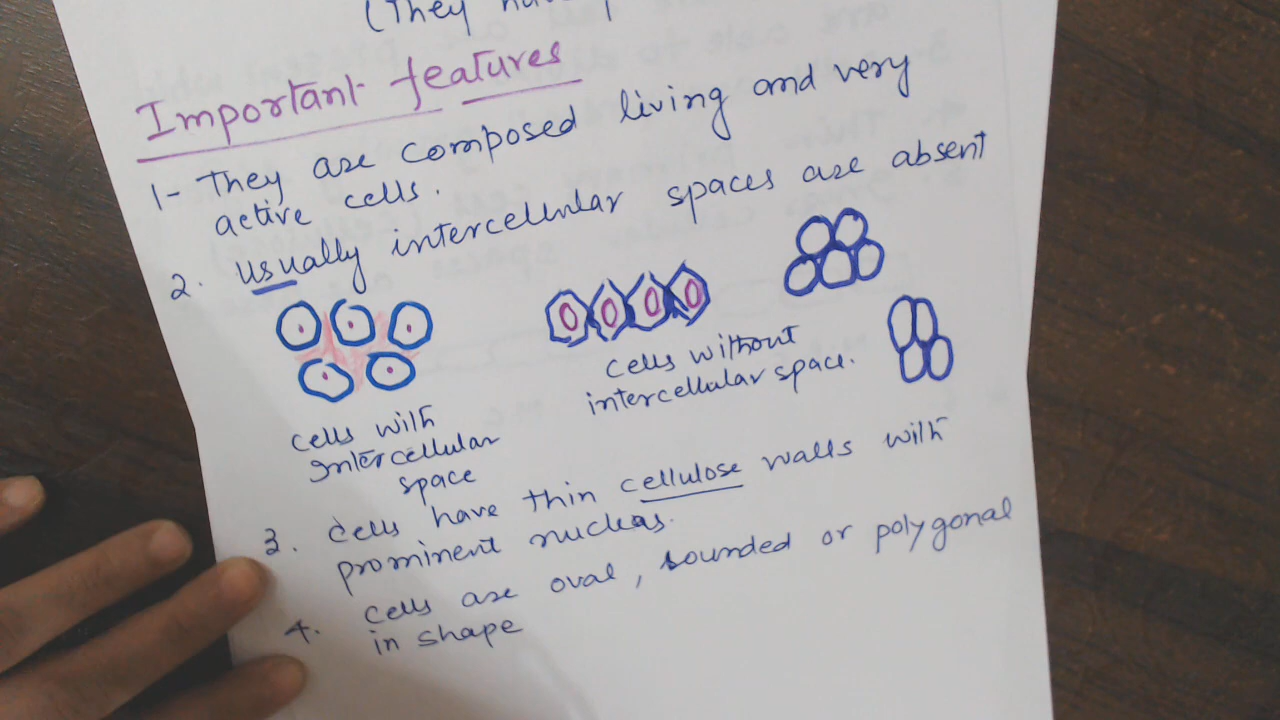 (They
Important features
1- They are composed living and very
active cells.
2. usually intercellular spaces are absent
cells with
intercellular
space
cells without
intercellular space.
3. cells have thin cellulose walls with
prominent nucleas.
4. cells are oval, rounded or polygonal
in shape